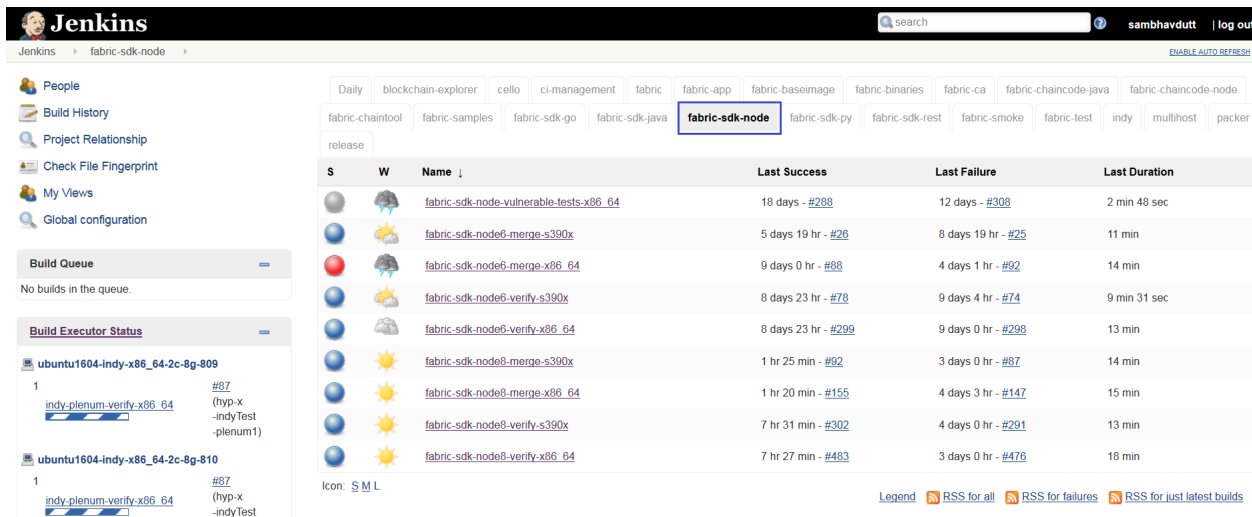 Jenkins
search
sambhavdutt | log out
Jenkins fabric-sdk-node
ENABLE AUTO REFRESH
People
Build History
Project Relationship
Check File Fingerprint
My Views
Global configuration
Build Queue
No builds in the queue.
Build Executor Status
ubuntu1604-indy-x86_64-2c-8g-809
1 #87
indy-plenum-verify-x86_64 (hyp-x
-indyTest
-plenum1)
ubuntu1604-indy-x86_64-2c-8g-810
1 #87
indy-plenum-verify-x86_64 (hyp-x
-indyTest
Daily blockchain-explorer cello ci-management fabric fabric-app fabric-baseimage fabric-binaries fabric-ca fabric-chaincode-java fabric-chaincode-node
fabric-chaintool fabric-samples fabric-sdk-go fabric-sdk-java fabric-sdk-node fabric-sdk-py fabric-sdk-rest fabric-smoke fabric-test indy multihost packer
release
S W Name ↓ Last Success Last Failure Last Duration
fabric-sdk-node-vulnerable-tests-x86_64 18 days - #288 12 days - #308 2 min 48 sec
fabric-sdk-node6-merge-s390x 5 days 19 hr - #26 8 days 19 hr - #25 11 min
fabric-sdk-node6-merge-x86_64 9 days 0 hr - #88 4 days 1 hr - #92 14 min
fabric-sdk-node6-verify-s390x 8 days 23 hr - #78 9 days 4 hr - #74 9 min 31 sec
fabric-sdk-node6-verify-x86_64 8 days 23 hr - #299 9 days 0 hr - #298 13 min
fabric-sdk-node8-merge-s390x 1 hr 25 min - #92 3 days 0 hr - #87 14 min
fabric-sdk-node8-merge-x86_64 1 hr 20 min - #155 4 days 3 hr - #147 15 min
fabric-sdk-node8-verify-s390x 7 hr 31 min - #302 4 days 0 hr - #291 13 min
fabric-sdk-node8-verify-x86_64 7 hr 27 min - #483 3 days 0 hr - #476 18 min
Icon: S M L
Legend RSS for all RSS for failures RSS for just latest builds